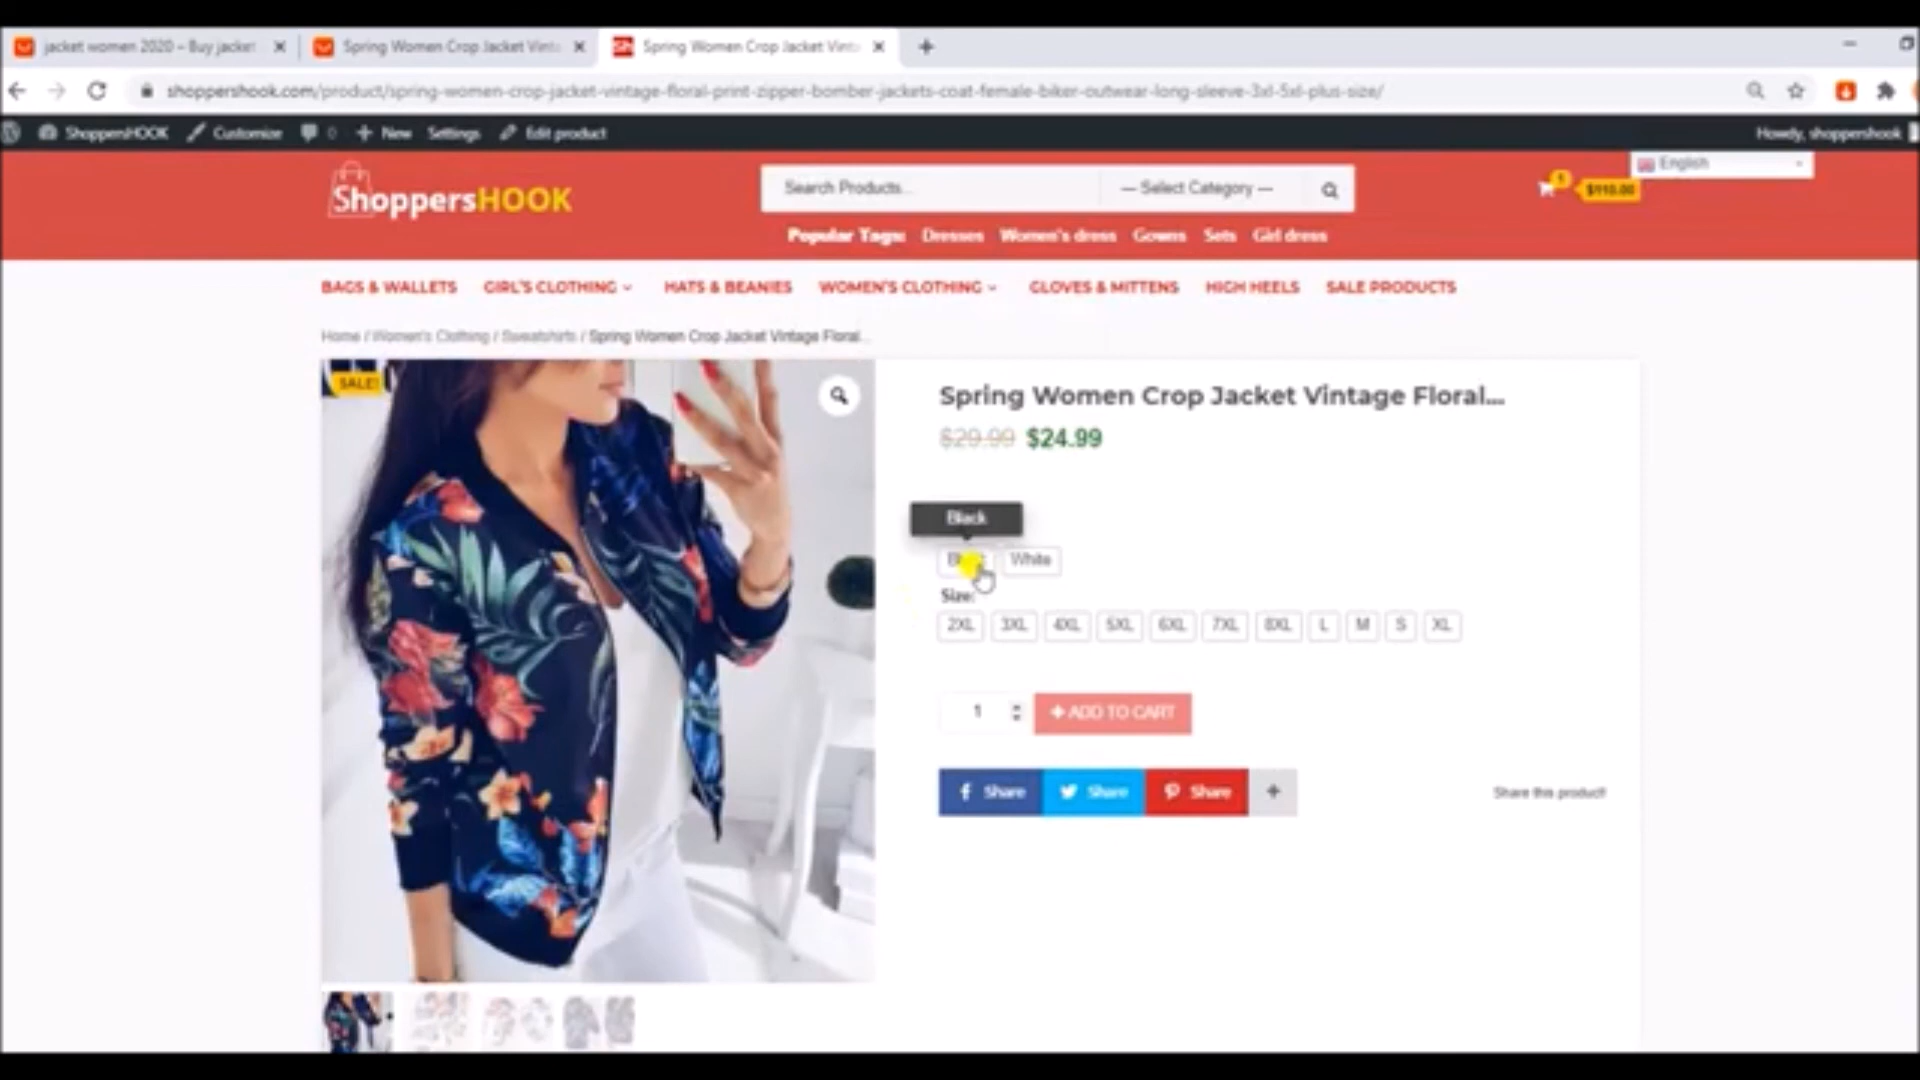 jacket women 2020 – Buy jacket
Spring Women Crop Jacket Vint
Spring Women Crop Jacket Vint
shoppershook.com/product/spring-women-crop-jacket-vintage-floral-print-zipper-bomber-jackets-coat-female-biker-outwear-long-sleeve-3xl-5xl-plus-size/
ShoppersHOOK Customize 0 New Settings Edit product Howdy, shoppershook
English
ShoppersHOOK
Search Products... — Select Category —
1 $110.00
Popular Tags: Dresses Women's dress Gowns Sets Girl dress
BAGS & WALLETS GIRL'S CLOTHING HATS & BEANIES WOMEN'S CLOTHING GLOVES & MITTENS HIGH HEELS SALE PRODUCTS
Home / Women's Clothing / Sweatshirts / Spring Women Crop Jacket Vintage Floral...
SALE!
Spring Women Crop Jacket Vintage Floral...
$29.99 $24.99
Black
White
Size:
2XL 3XL 4XL 5XL 6XL 7XL 8XL L M S XL
1 + ADD TO CART
Share Share Share + Share this product!